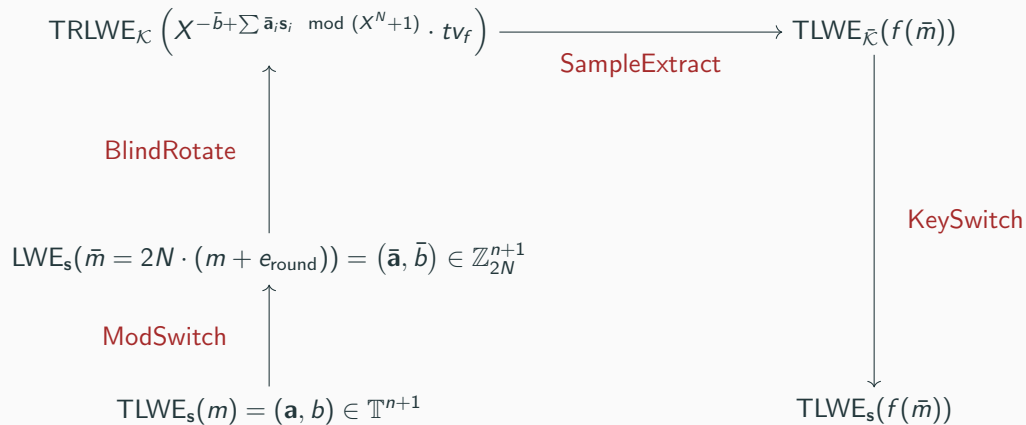 TRLWE_𝒦 (X^{−b̄+∑ ā_i s_i mod (X^N+1)} · tv_f)
TLWE_𝒦̄(f(m̄))
SampleExtract
BlindRotate
KeySwitch
LWE_s(m̄ = 2N · (m + e_round)) = (ā, b̄) ∈ ℤ_{2N}^{n+1}
ModSwitch
TLWE_s(m) = (a, b) ∈ 𝕋^{n+1}
TLWE_s(f(m̄))